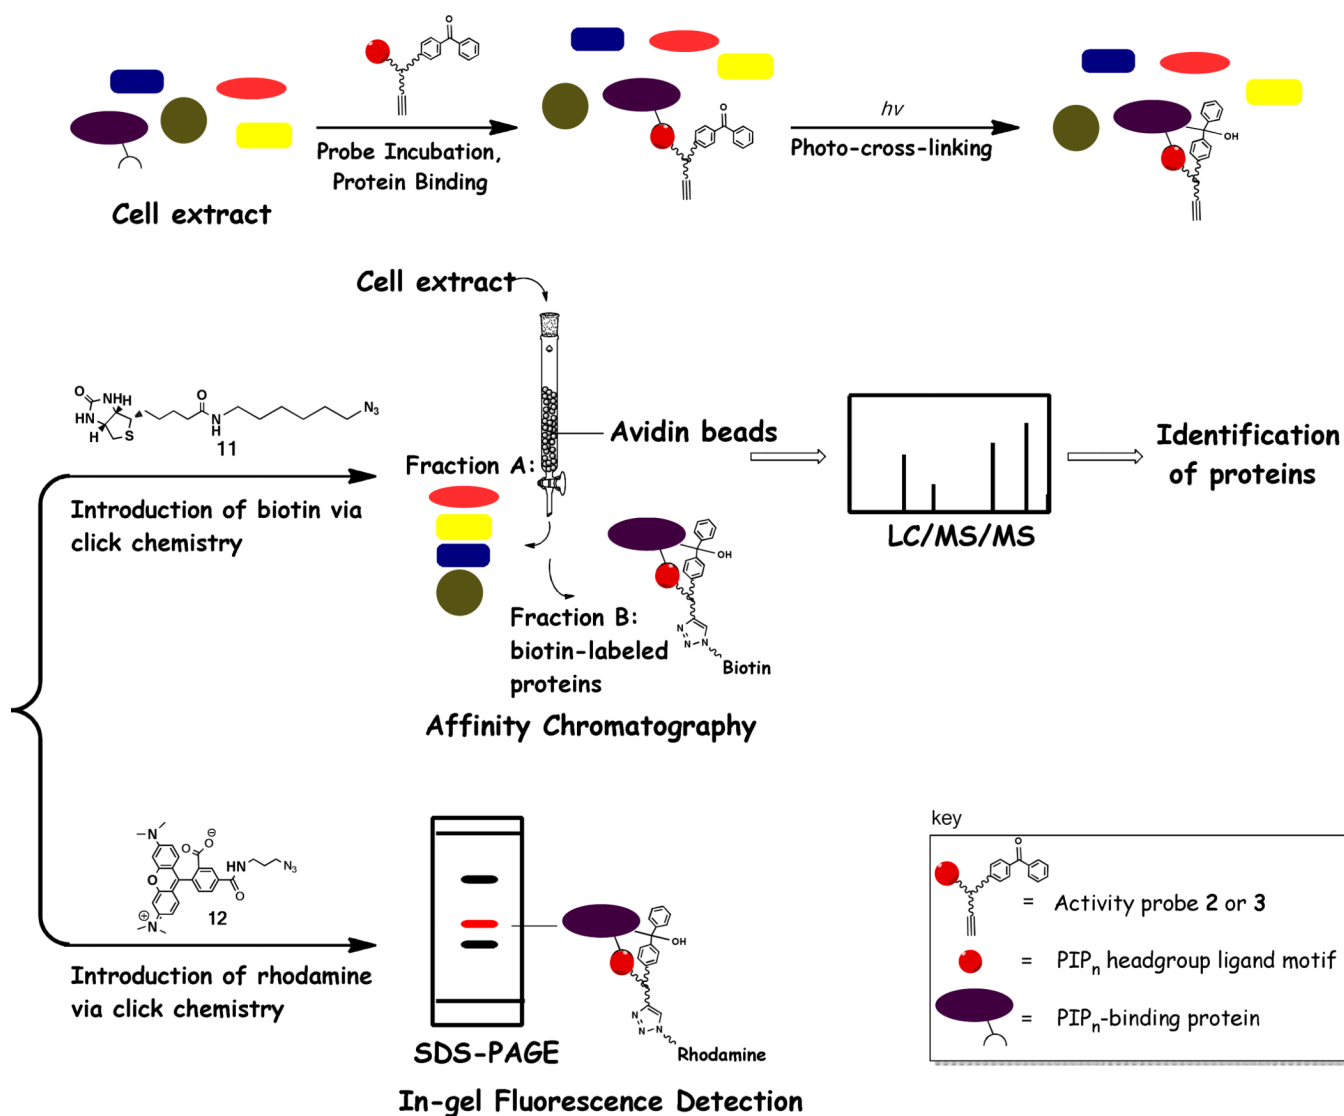 O
O
O
OH
Probe Incubation,
Protein Binding
hν
Photo-cross-linking
Cell extract
Cell extract
O
NH
H
HN
H
S
O
N
H
N3
11
Introduction of biotin via
click chemistry
Fraction A:
Avidin beads
LC/MS/MS
Identification
of proteins
OH
N
N
N
Biotin
Fraction B:
biotin-labeled
proteins
Affinity Chromatography
N
O
O
⊖
O
N
⊕
HN
O
N3
12
Introduction of rhodamine
via click chemistry
SDS-PAGE
OH
N
N
N
Rhodamine
In-gel Fluorescence Detection
key
O
= Activity probe 2 or 3
= PIPn headgroup ligand motif
= PIPn-binding protein